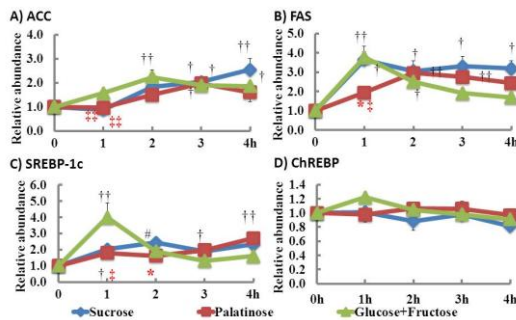 A) ACC
Relative abundance
4.0
3.0
2.0
1.0
0.0
†† † † †† †
‡‡ ‡‡
0 1 2 3 4h
B) FAS
Relative abundance
5.0
4.0
3.0
2.0
1.0
0.0
†† † † † † ‡‡ † ‡‡ †
*‡
0 1 2 3 4h
C) SREBP-1c
Relative abundance
6.0
5.0
4.0
3.0
2.0
1.0
0.0
†† # † ††
† ‡ *
0 1 2 3 4h
D) ChREBP
Relative abundance
1.4
1.2
1.0
0.8
0.6
0.4
0.2
0.0
0h 1h 2h 3h 4h
Sucrose Palatinose Glucose+Fructose